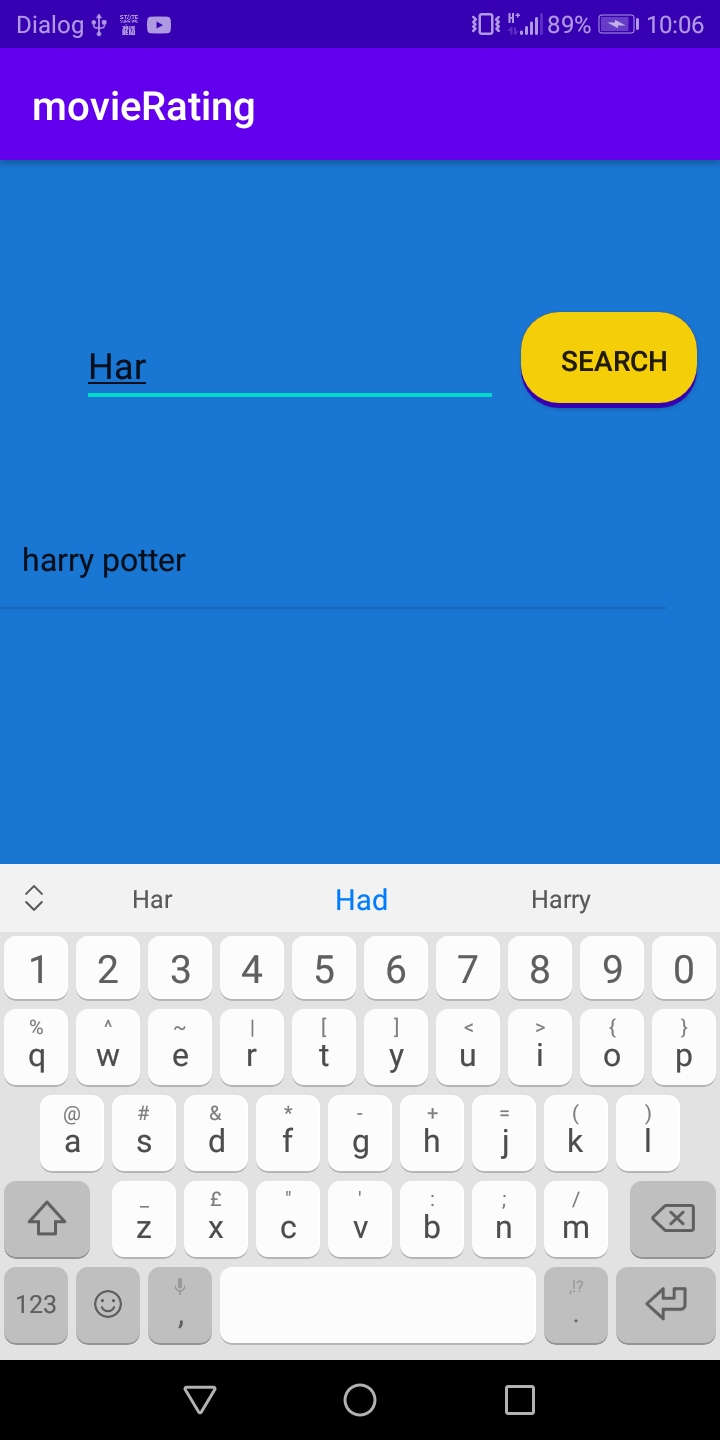 Dialog 89% 10:06
movieRating
Har
SEARCH
harry potter
Har Had Harry
1 2 3 4 5 6 7 8 9 0
% ^ ~ | [ ] < > { }
q w e r t y u i o p
@ # & * - + = ( )
a s d f g h j k l
_ £ " ' : ; /
z x c v b n m
,!?
123 , .